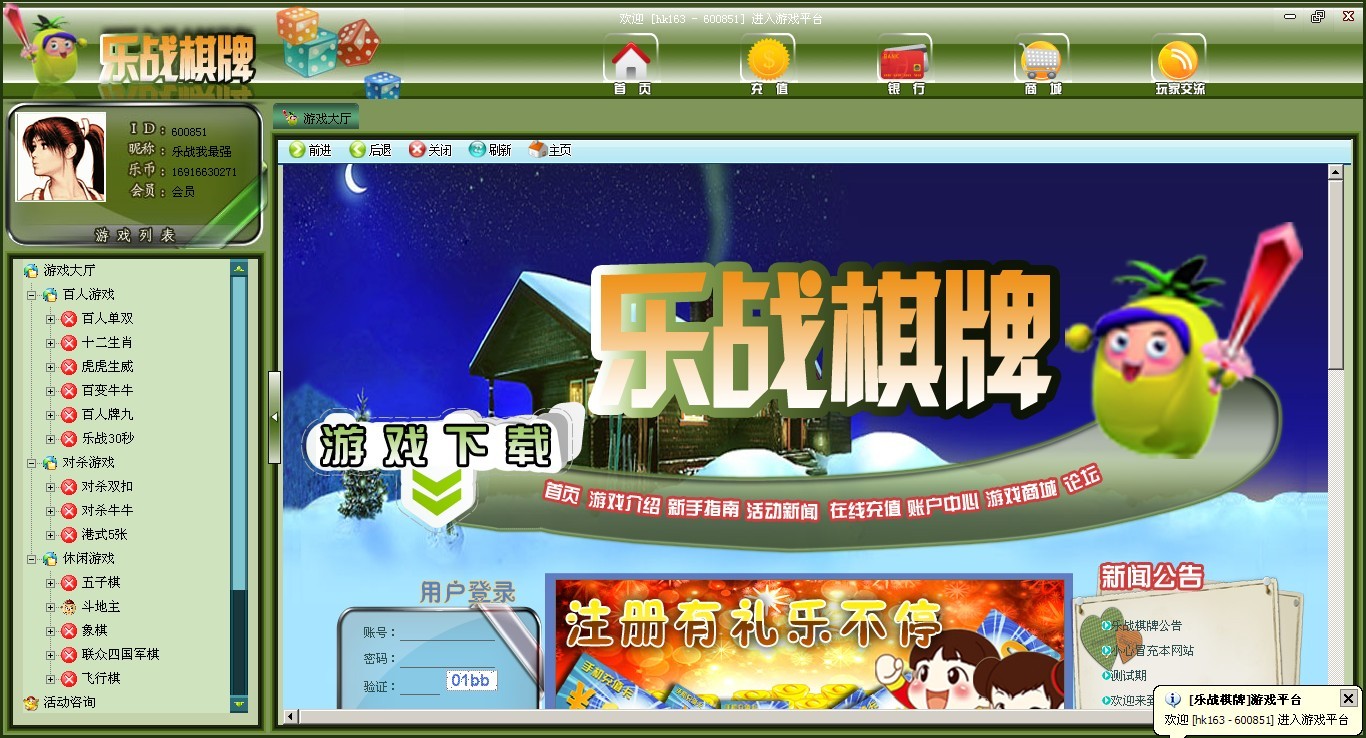 欢迎 [hk163 - 600851] 进入游戏平台
乐战棋牌
首 页
充 值
银 行
商 城
玩家交流
I D：600851
昵称：乐战我最强
乐币：16916630271
会员：会员
游 戏 列 表
游戏大厅
百人游戏
百人单双
十二生肖
虎虎生威
百变牛牛
百人牌九
乐战30秒
对杀游戏
对杀双扣
对杀牛牛
港式5张
休闲游戏
五子棋
斗地主
象棋
联众四国军棋
飞行棋
活动咨询
游戏大厅
前进 后退 关闭 刷新 主页
乐战棋牌
游戏下载
首页 游戏介绍 新手指南 活动新闻 在线充值 账户中心 游戏商城 论坛
用户登录
账号：
密码：
验证： 01bb
注册有礼乐不停
手机充值卡
新闻公告
乐战棋牌公告
小心冒充本网站
测试期
欢迎来到
[乐战棋牌]游戏平台
欢迎 [hk163 - 600851] 进入游戏平台